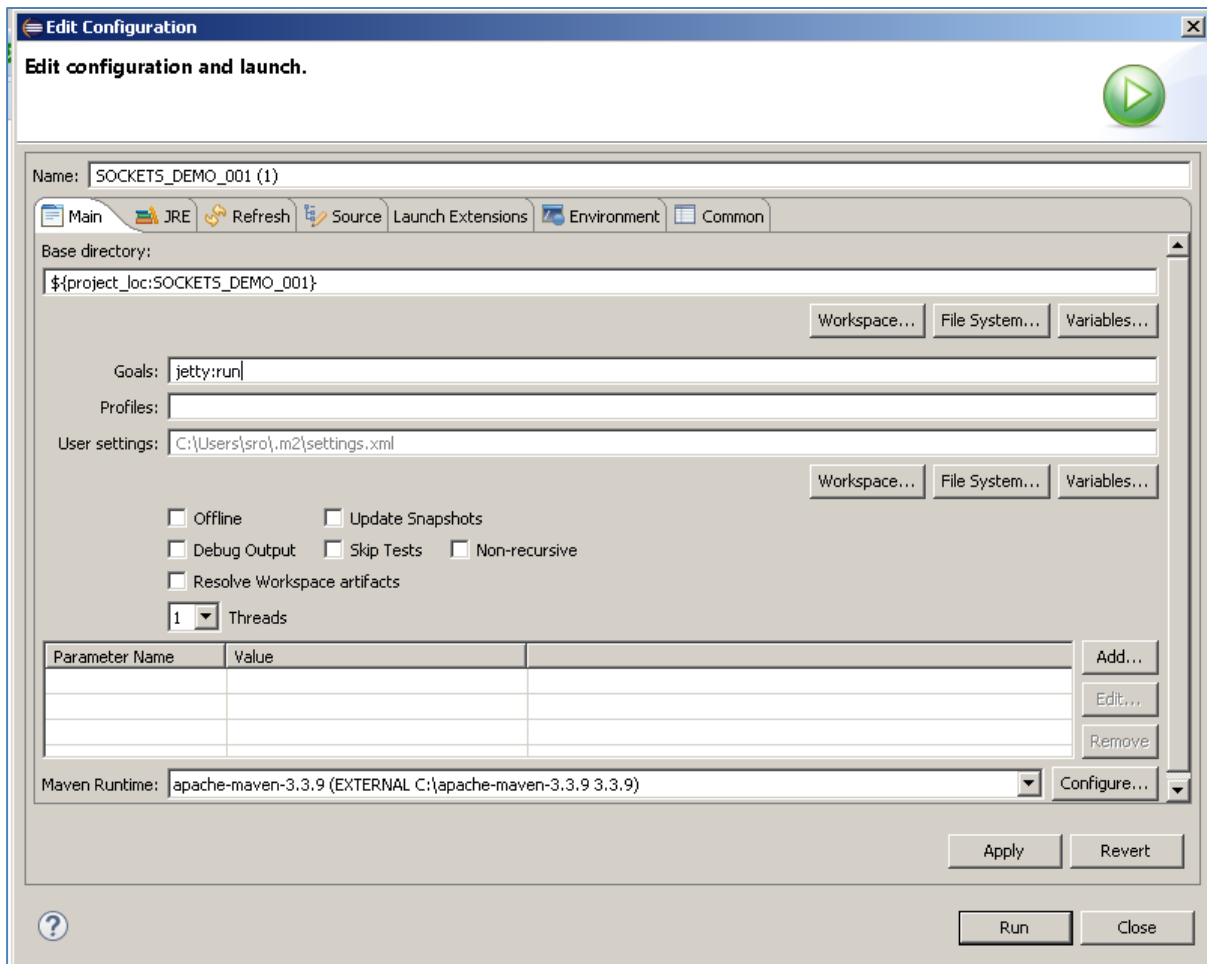 Edit Configuration
Edit configuration and launch.
Name: SOCKETS_DEMO_001 (1)
Main JRE Refresh Source Launch Extensions Environment Common
Base directory:
${project_loc:SOCKETS_DEMO_001}
Workspace... File System... Variables...
Goals: jetty:run
Profiles:
User settings: C:\Users\sro\.m2\settings.xml
Workspace... File System... Variables...
Offline Update Snapshots
Debug Output Skip Tests Non-recursive
Resolve Workspace artifacts
1 Threads
Parameter Name Value Add...
Edit...
Remove
Maven Runtime: apache-maven-3.3.9 (EXTERNAL C:\apache-maven-3.3.9 3.3.9) Configure...
Apply Revert
? Run Close